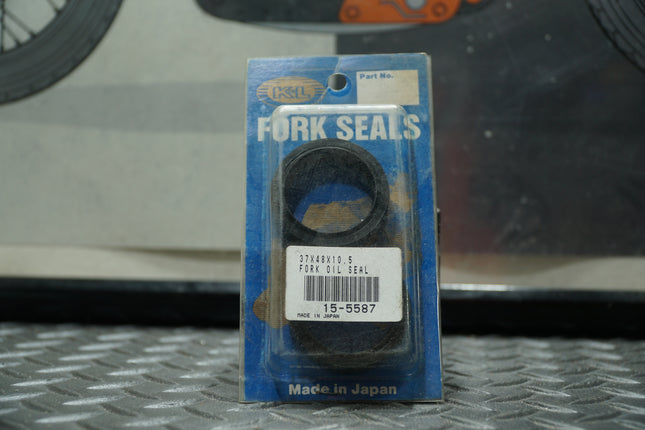 K&L
Part No.
FORK SEALS
37X48X10.5
FORK OIL SEAL
15-5587
MADE IN JAPAN
Made in Japan